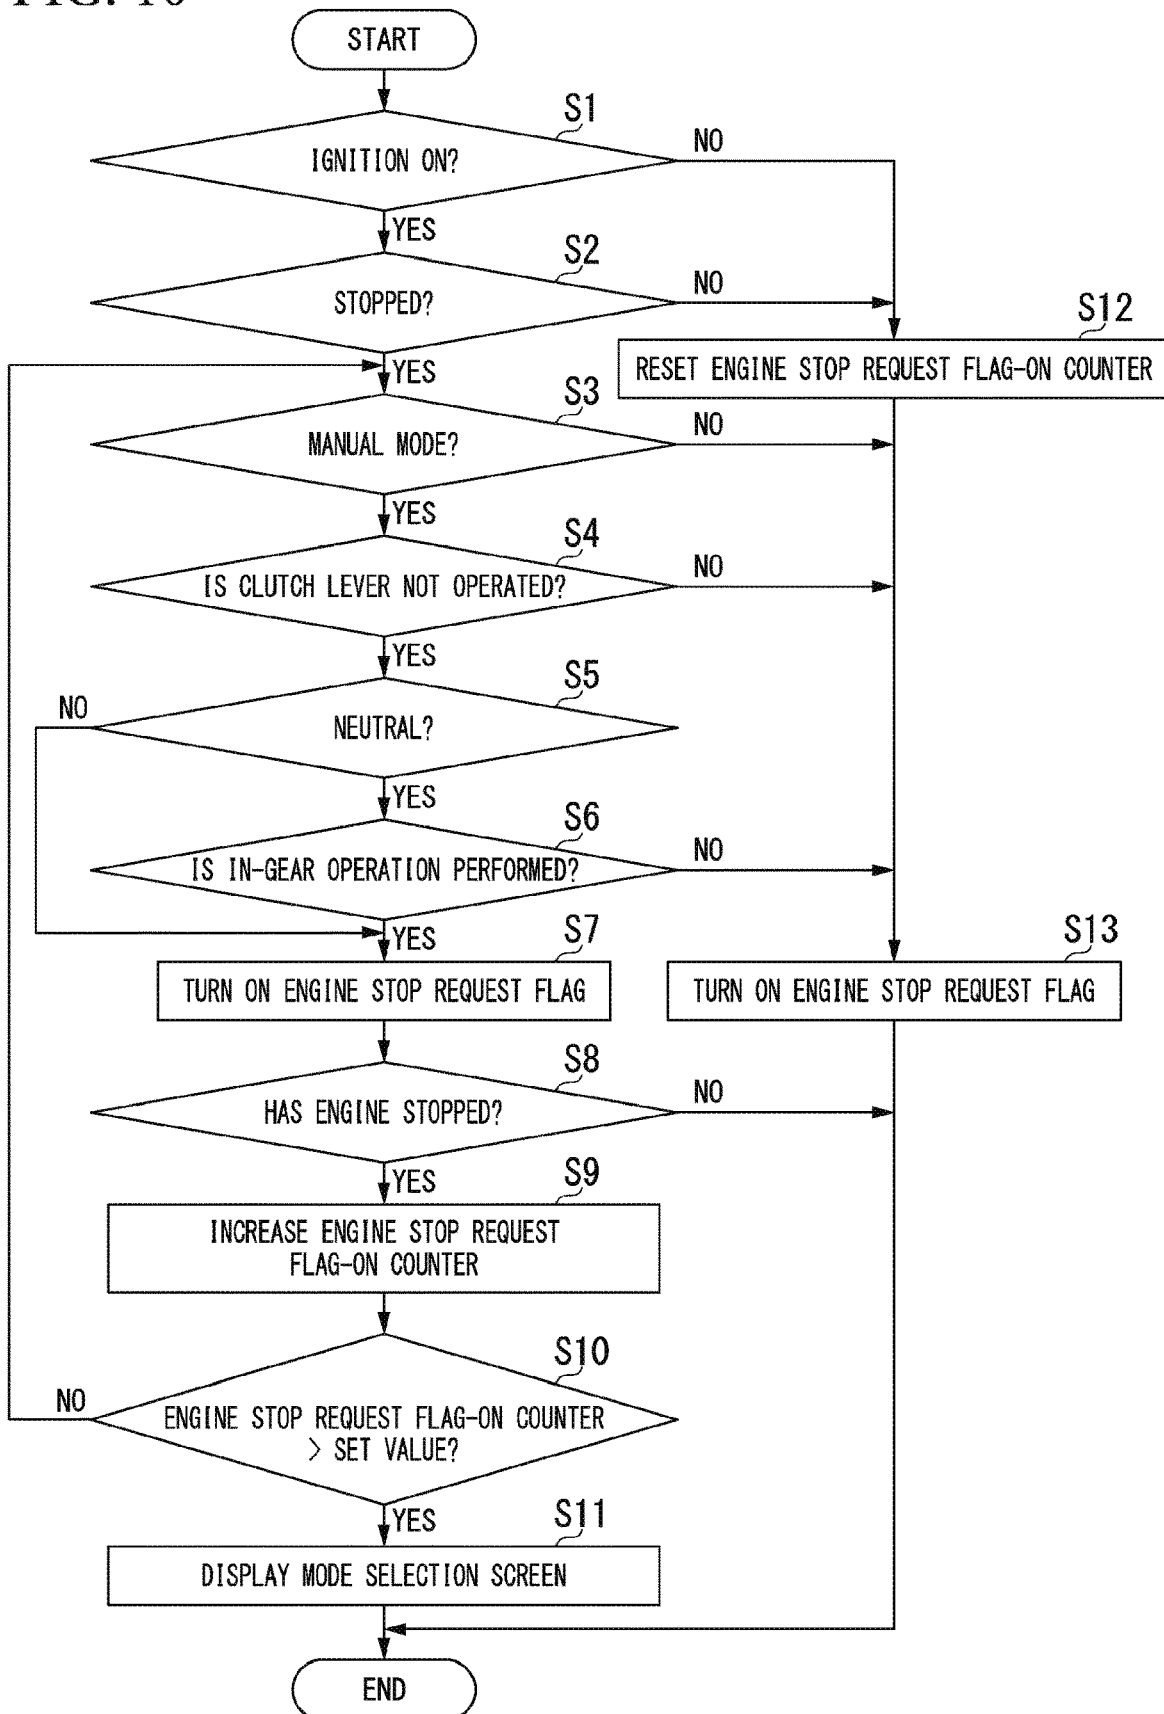 FIG. 10
START
S1
IGNITION ON?
NO
YES
S2
STOPPED?
NO
YES
S12
RESET ENGINE STOP REQUEST FLAG-ON COUNTER
S3
MANUAL MODE?
NO
YES
S4
IS CLUTCH LEVER NOT OPERATED?
NO
YES
S5
NO
NEUTRAL?
YES
S6
IS IN-GEAR OPERATION PERFORMED?
NO
YES
S7
TURN ON ENGINE STOP REQUEST FLAG
S13
TURN ON ENGINE STOP REQUEST FLAG
S8
HAS ENGINE STOPPED?
NO
YES
S9
INCREASE ENGINE STOP REQUEST
FLAG-ON COUNTER
S10
NO
ENGINE STOP REQUEST FLAG-ON COUNTER
> SET VALUE?
YES
S11
DISPLAY MODE SELECTION SCREEN
END